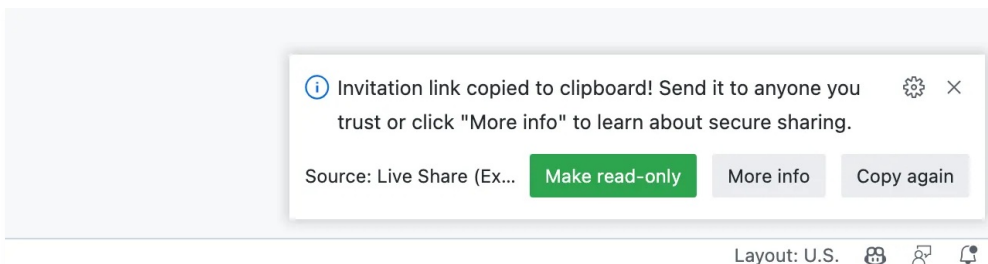 Invitation link copied to clipboard! Send it to anyone you
trust or click "More info" to learn about secure sharing.
Source: Live Share (Ex... Make read-only More info Copy again
Layout: U.S.